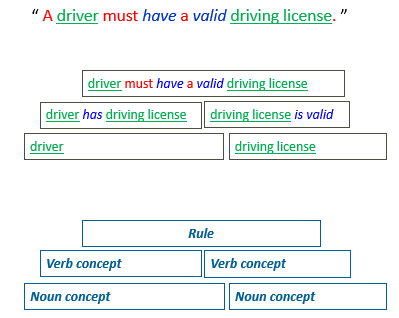 “ A driver must have a valid driving license. ”
driver must have a valid driving license
driver has driving license driving license is valid
driver driving license
Rule
Verb concept Verb concept
Noun concept Noun concept